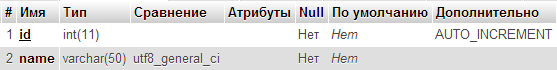 # Имя Тип Сравнение Атрибуты Null По умолчанию Дополнительно
1 id int(11) Нет Нет AUTO_INCREMENT
2 name varchar(50) utf8_general_ci Нет Нет